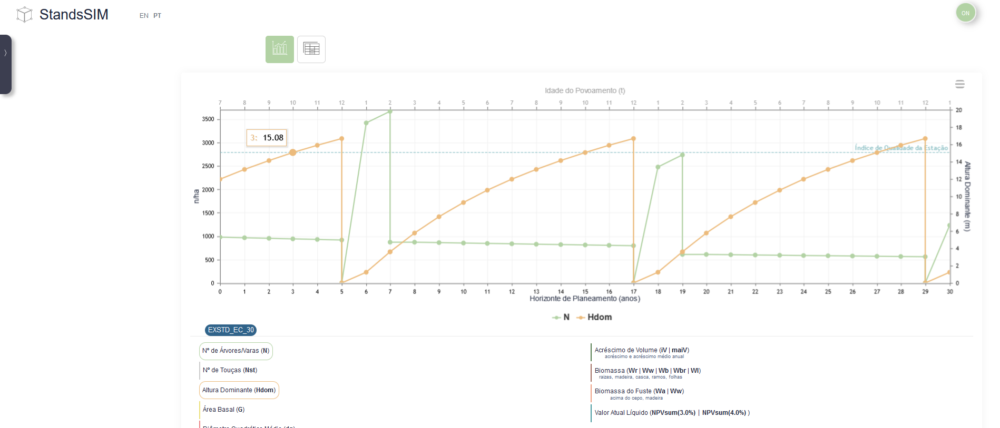 StandsSIM
EN PT
ON
〉
Idade do Povoamento (t)
7 8 9 10 11 12 1 2 3 4 5 6 7 8 9 10 11 12 1 2 3 4 5 6 7 8 9 10 11 12 1
3500
3000
2500
2000
1500
1000
500
0
n/ha
3: 15.08
Índice de Qualidade da Estação
20
18
16
14
12
10
8
6
4
2
0
Altura Dominante (m)
0 1 2 3 4 5 6 7 8 9 10 11 12 13 14 15 16 17 18 19 20 21 22 23 24 25 26 27 28 29 30
Horizonte de Planeamento (anos)
N Hdom
EXSTD_EC_30
Nº de Árvores/Varas (N)
Nº de Touças (Nst)
Altura Dominante (Hdom)
Área Basal (G)
Diâmetro Quadrático Médio (dg)
Acréscimo de Volume (iV | maiV)
acréscimo e acréscimo médio anual
Biomassa (Wr | Ww | Wb | Wbr | Wl)
raizes, madeira, casca, ramos, folhas
Biomassa do Fuste (Wa | Ww)
acima do cepo, madeira
Valor Atual Líquido (NPVsum(3.0%) | NPVsum(4.0%) )